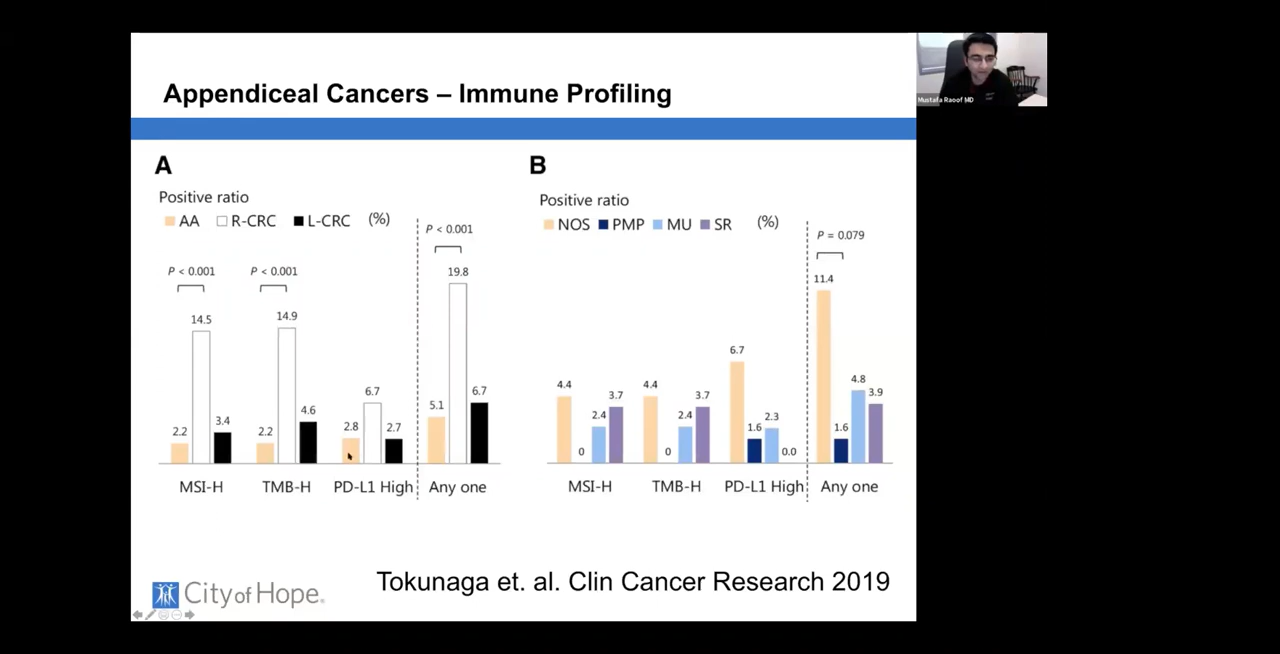 Appendiceal Cancers – Immune Profiling
Mustafa Raoof MD
A
Positive ratio
AA R-CRC L-CRC (%)
P < 0.001
P < 0.001
P < 0.001
19.8
14.5
14.9
6.7
6.7
5.1
4.6
3.4
2.8
2.7
2.2
2.2
MSI-H TMB-H PD-L1 High Any one
B
Positive ratio
NOS PMP MU SR (%)
P = 0.079
11.4
6.7
4.8
4.4
4.4
3.9
3.7
3.7
2.4
2.4
2.3
1.6
1.6
0
0
0.0
MSI-H TMB-H PD-L1 High Any one
City of Hope®
Tokunaga et. al. Clin Cancer Research 2019